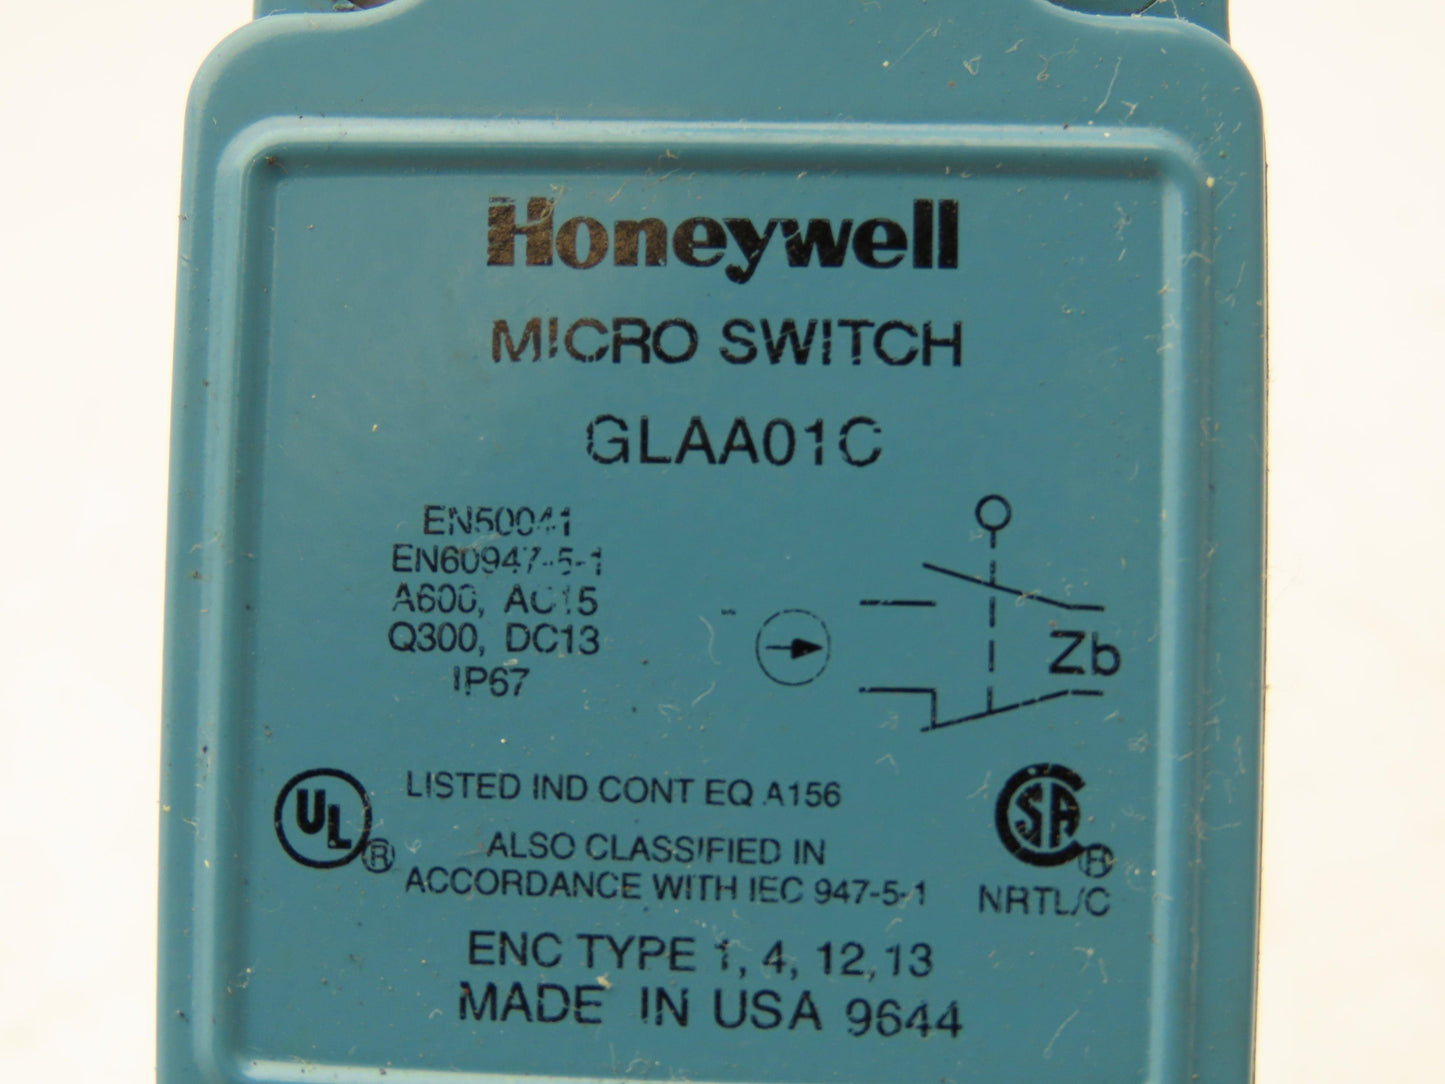 Honeywell
MICRO SWITCH
GLAA01C
EN50041
EN60947-5-1
A600, AC15
Q300, DC13
IP67
Zb
UL ®
LISTED IND CONT EQ A156
ALSO CLASSIFIED IN
ACCORDANCE WITH IEC 947-5-1
SA ®
NRTL/C
ENC TYPE 1, 4, 12, 13
MADE IN USA 9644